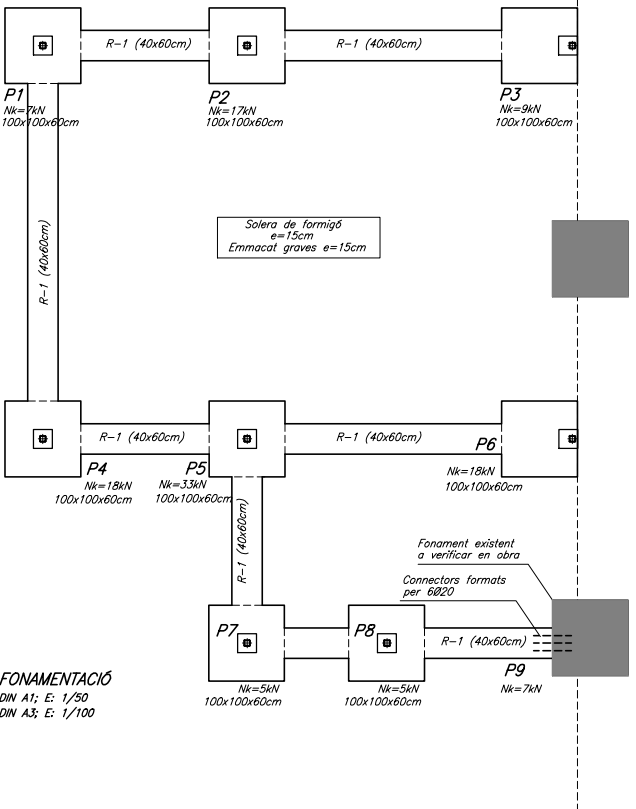 R-1 (40x60cm)
R-1 (40x60cm)
P1
Nk=7kN
100x100x60cm
P2
Nk=17kN
100x100x60cm
P3
Nk=9kN
100x100x60cm
Solera de formigó
e=15cm
Emmacat graves e=15cm
R-1 (40x60cm)
R-1 (40x60cm)
R-1 (40x60cm)
P4
Nk=18kN
100x100x60cm
P5
Nk=33kN
100x100x60cm
P6
Nk=18kN
100x100x60cm
R-1 (40x60cm)
Fonament existent
a verificar en obra
Connectors formats
per 6Ø20
P7
Nk=5kN
100x100x60cm
P8
Nk=5kN
100x100x60cm
R-1 (40x60cm)
P9
Nk=7kN
FONAMENTACIÓ
DIN A1; E: 1/50
DIN A3; E: 1/100